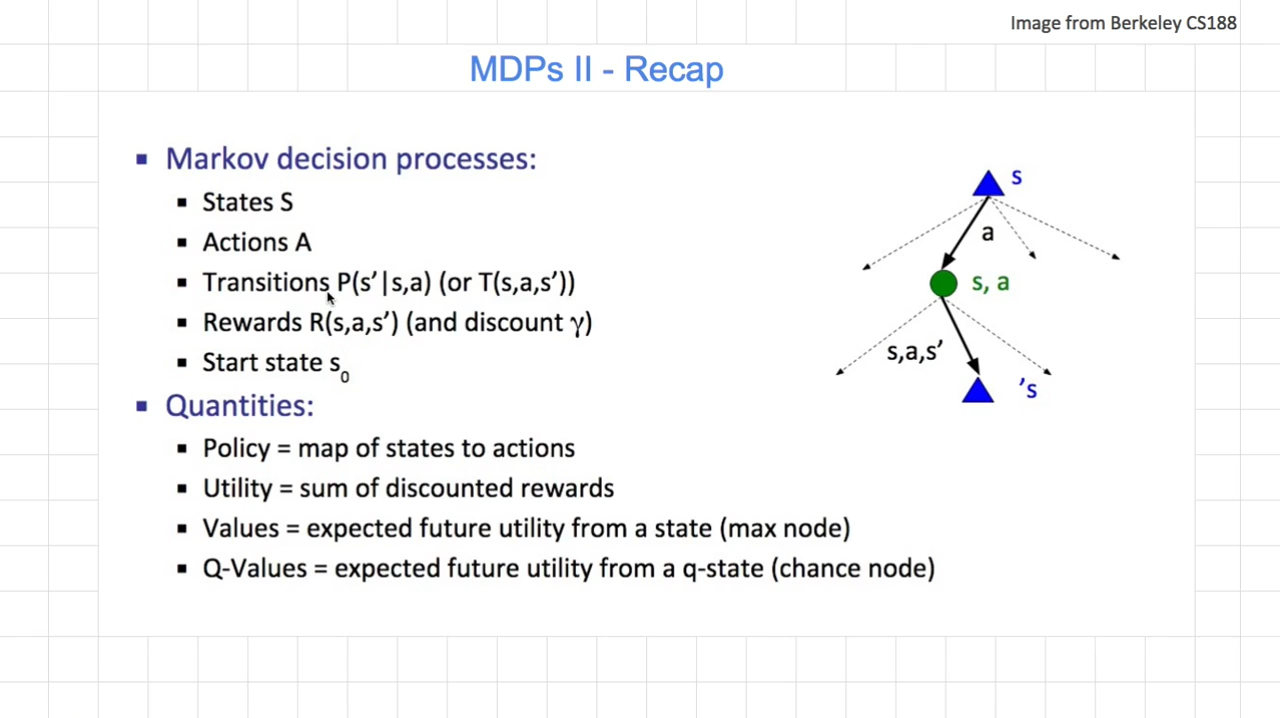 Image from Berkeley CS188
MDPs II - Recap
Markov decision processes:
States S
Actions A
Transitions P(s’|s,a) (or T(s,a,s’))
Rewards R(s,a,s’) (and discount γ)
Start state s0
Quantities:
Policy = map of states to actions
Utility = sum of discounted rewards
Values = expected future utility from a state (max node)
Q-Values = expected future utility from a q-state (chance node)
s
a
s, a
s,a,s’
’s